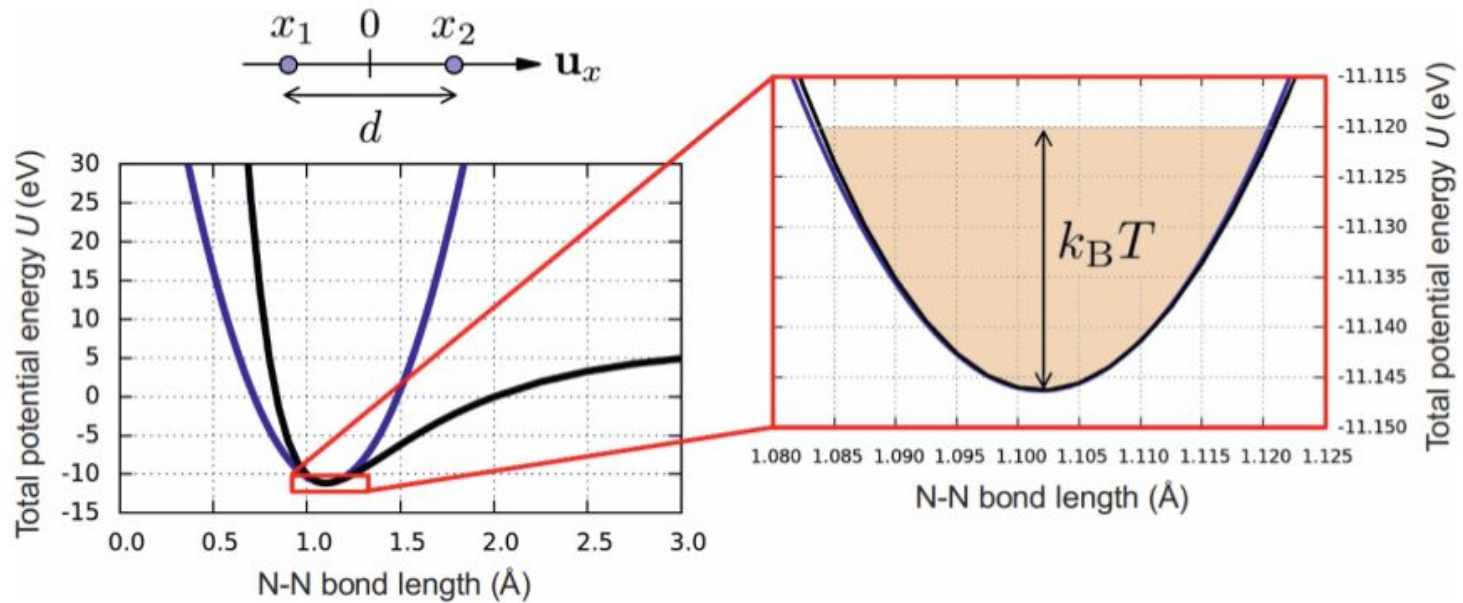 x₁ 0 x₂
uₓ
d
Total potential energy U (eV)
30
25
20
15
10
5
0
-5
-10
-15
0.0 0.5 1.0 1.5 2.0 2.5 3.0
N-N bond length (Å)
k_B T
-11.115
-11.120
-11.125
-11.130
-11.135
-11.140
-11.145
-11.150
Total potential energy U (eV)
1.080 1.085 1.090 1.095 1.100 1.105 1.110 1.115 1.120 1.125
N-N bond length (Å)